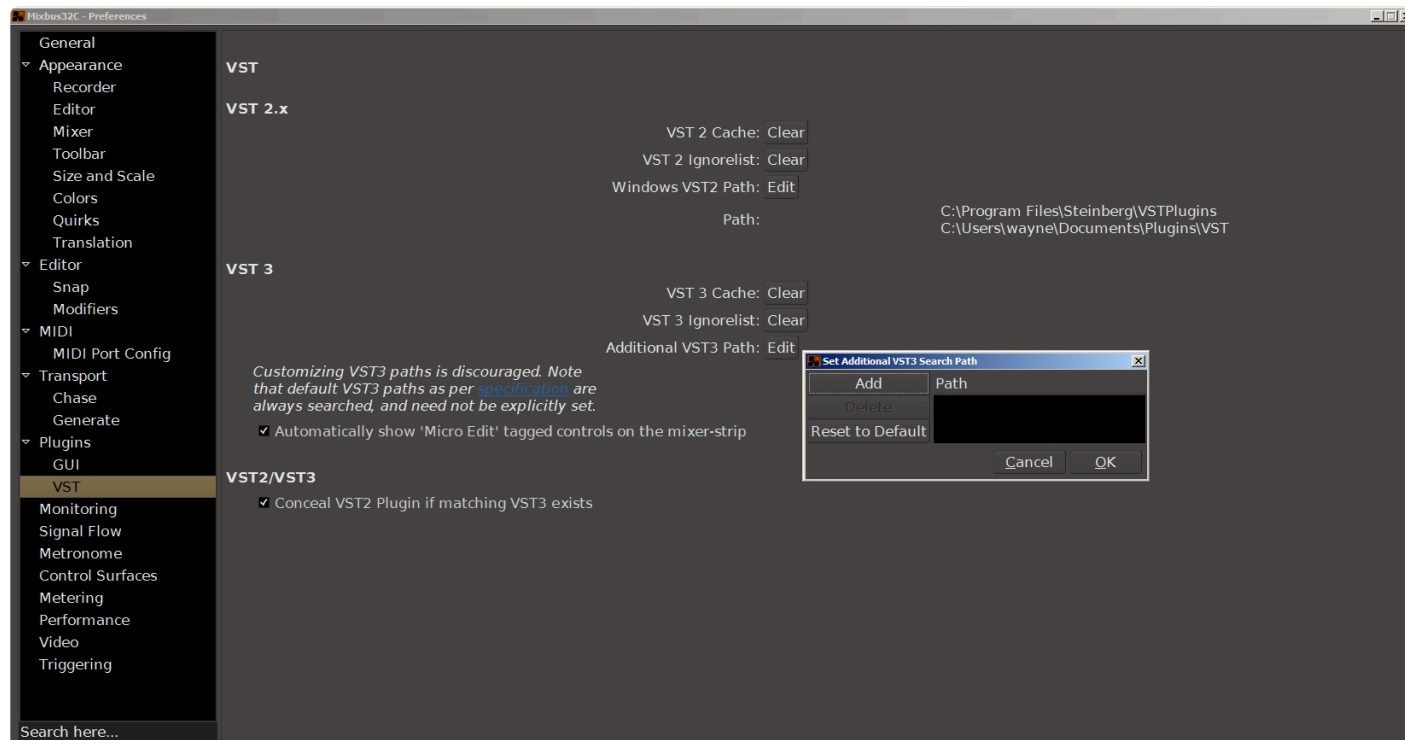 Mixbus32C - Preferences
General
Appearance
Recorder
Editor
Mixer
Toolbar
Size and Scale
Colors
Quirks
Translation
Editor
Snap
Modifiers
MIDI
MIDI Port Config
Transport
Chase
Generate
Plugins
GUI
VST
Monitoring
Signal Flow
Metronome
Control Surfaces
Metering
Performance
Video
Triggering
Search here...
VST
VST 2.x
VST 2 Cache: Clear
VST 2 Ignorelist: Clear
Windows VST2 Path: Edit
Path:
C:\Program Files\Steinberg\VSTPlugins
C:\Users\wayne\Documents\Plugins\VST
VST 3
VST 3 Cache: Clear
VST 3 Ignorelist: Clear
Additional VST3 Path: Edit
Customizing VST3 paths is discouraged. Note
that default VST3 paths as per specification are
always searched, and need not be explicitly set.
Automatically show 'Micro Edit' tagged controls on the mixer-strip
VST2/VST3
Conceal VST2 Plugin if matching VST3 exists
Set Additional VST3 Search Path
Add Path
Delete
Reset to Default
Cancel OK